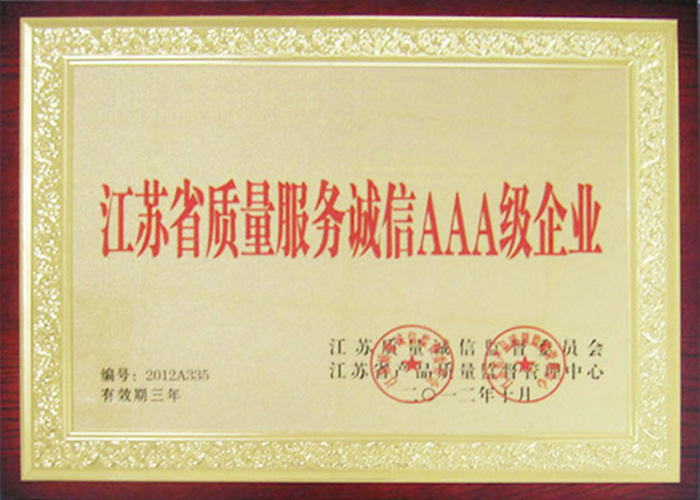 江苏省质量服务诚信AAA级企业
江苏质量诚信监督委员会
江苏省产品质量监督管理中心
二〇一二年十月
编号：2012A335
有效期三年